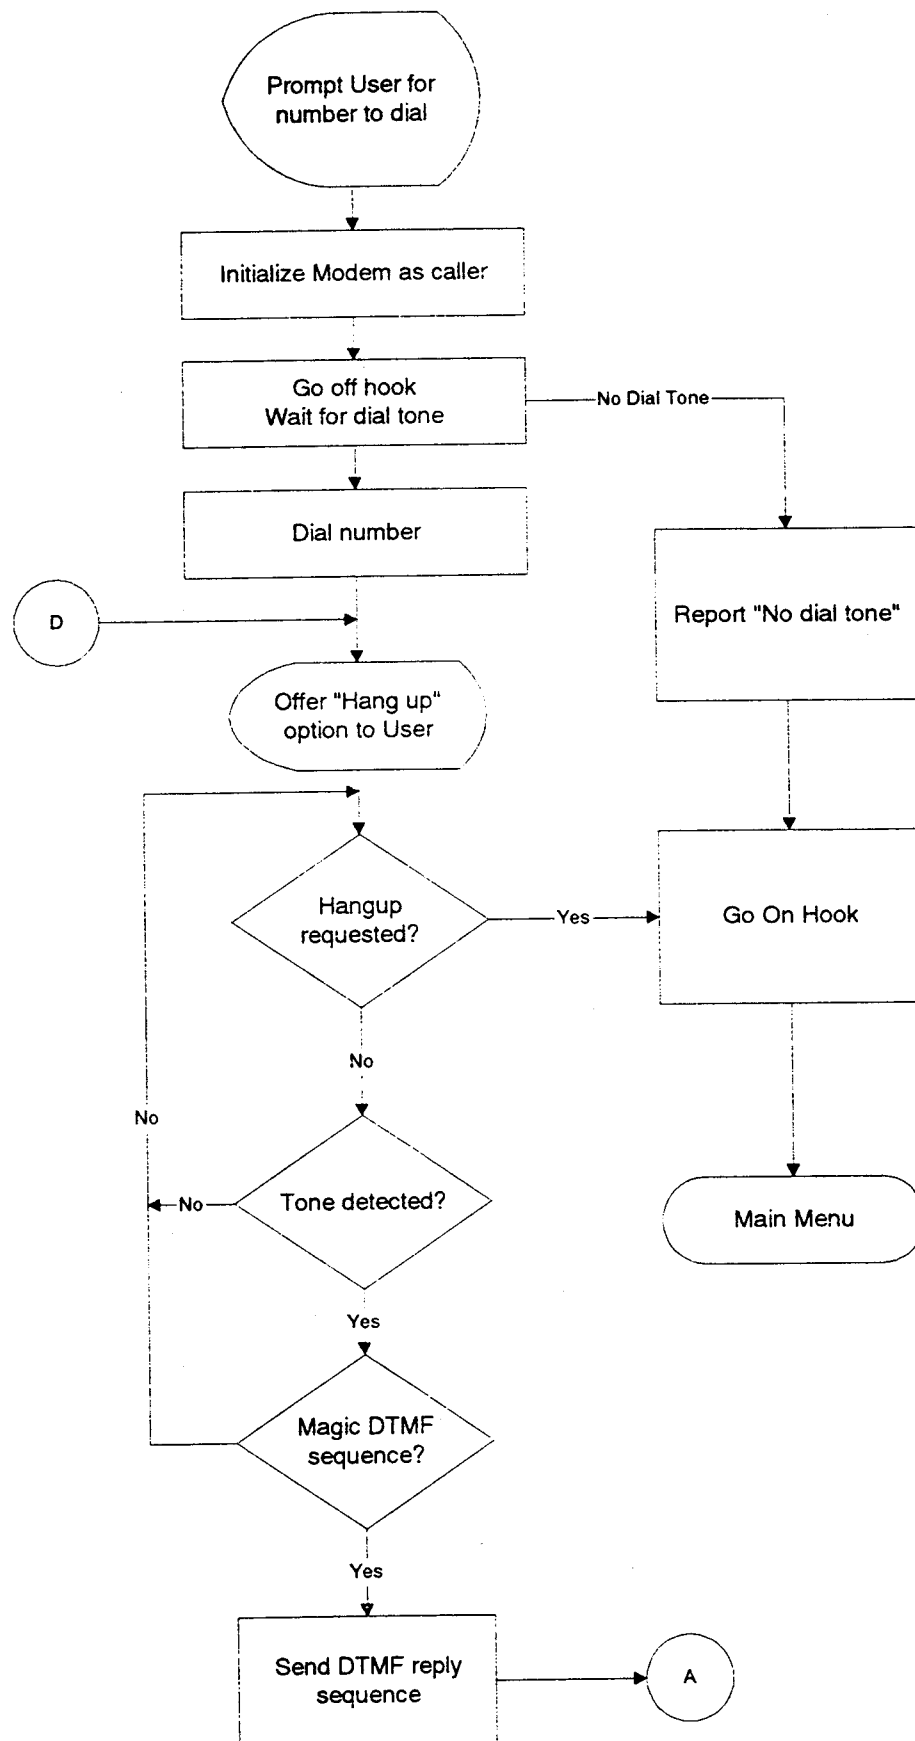 Prompt User for
number to dial
Initialize Modem as caller
Go off hook
Wait for dial tone
No Dial Tone
Dial number
D
Report "No dial tone"
Offer "Hang up"
option to User
Hangup
requested?
Yes
Go On Hook
No
No
Tone detected?
No
Main Menu
Yes
Magic DTMF
sequence?
Yes
Send DTMF reply
sequence
A